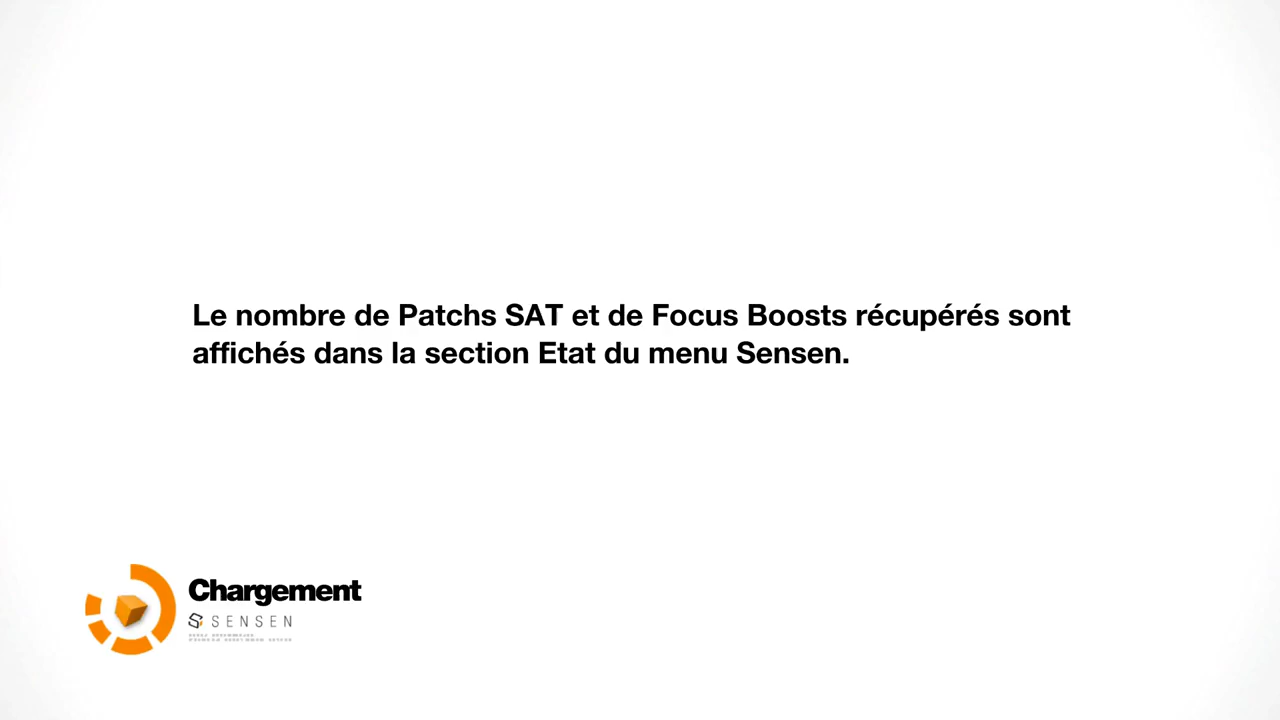 Le nombre de Patchs SAT et de Focus Boosts récupérés sont
affichés dans la section Etat du menu Sensen.
Chargement
SENSEN